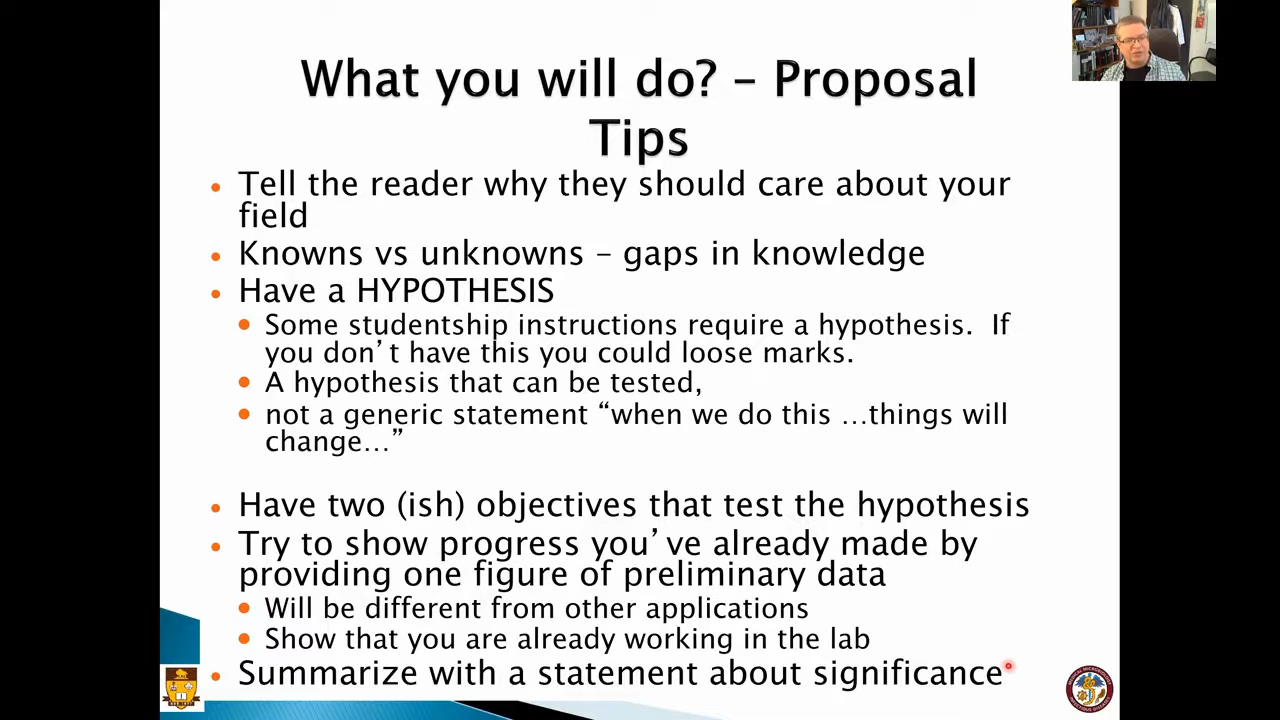 What you will do? – Proposal
Tips
• Tell the reader why they should care about your
field
• Knowns vs unknowns – gaps in knowledge
• Have a HYPOTHESIS
• Some studentship instructions require a hypothesis.  If
you don’t have this you could loose marks.
• A hypothesis that can be tested,
• not a generic statement “when we do this …things will
change…”
• Have two (ish) objectives that test the hypothesis
• Try to show progress you’ve already made by
providing one figure of preliminary data
• Will be different from other applications
• Show that you are already working in the lab
• Summarize with a statement about significance